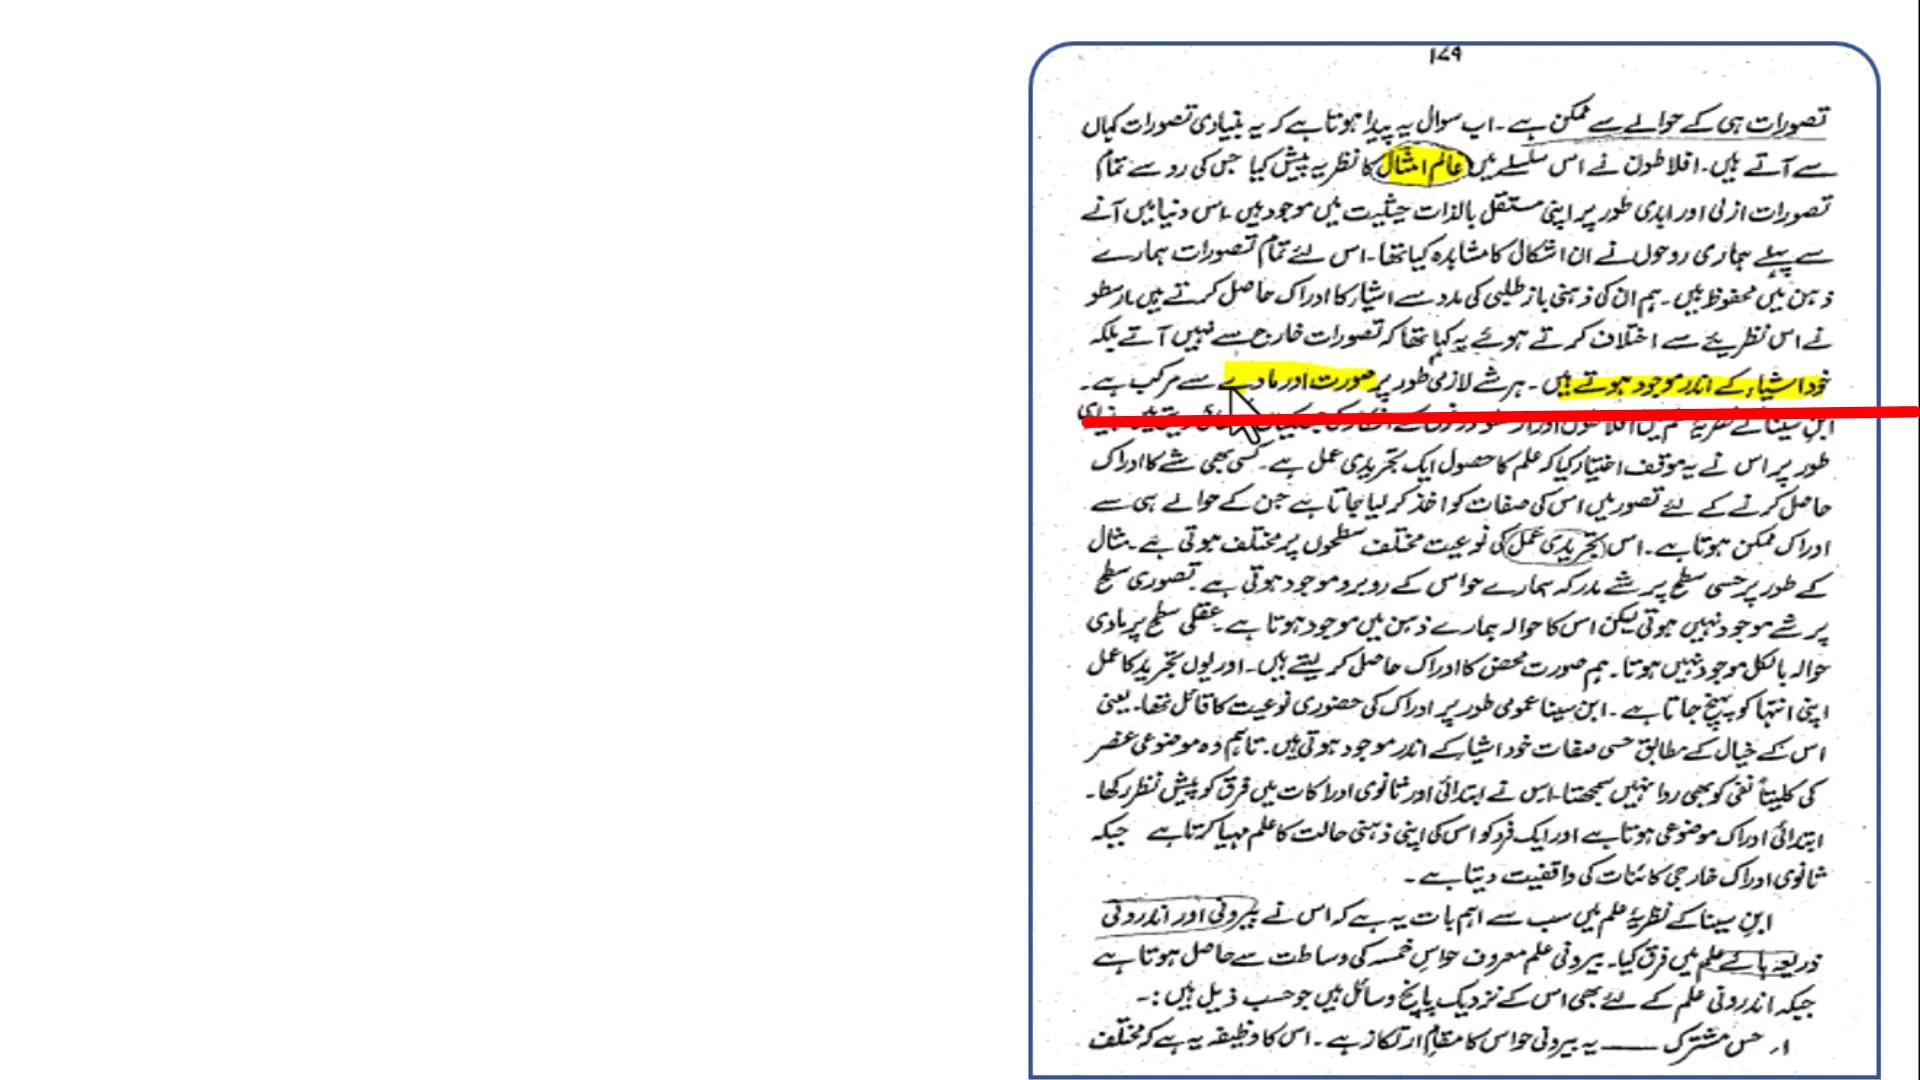 ۱۷۹
تصورات ہی کے حوالے سے ممکن ہے۔ اب سوال یہ پیدا ہوتا ہے کہ یہ بنیادی تصورات کہاں
سے آتے ہیں۔ افلاطون نے اس سلسلے میں عالم امثال کا نظریہ پیش کیا جس کی رو سے تمام
تصورات ازلی اور ابدی طور پر اپنی مستقل بالذات حیثیت میں موجود ہیں۔ اس دنیا میں آنے
سے پہلے ہماری روحوں نے ان اشکال کا مشاہدہ کیا تھا۔ اس لئے تمام تصورات ہمارے
ذہن میں محفوظ ہیں۔ ہم ان کی ذہنی بازطلبی کی مدد سے اشیاء کا ادراک حاصل کرتے ہیں۔ ارسطو
نے اس نظریئے سے اختلاف کرتے ہوئے یہ کہا تھا کہ تصورات خارج سے نہیں آتے بلکہ
خود اشیاء کے اندر موجود ہوتے ہیں۔ ہر شے لازمی طور پر صورت اور مادے سے مرکب ہے۔
ابن سینا کے نظریۂ علم میں افلاطون اور ارسطو دونوں کے افکار کی
طور پر اس نے یہ موقف اختیار کیا کہ علم کا حصول ایک تجریدی عمل ہے۔ کسی بھی شے کا ادراک
حاصل کرنے کے لئے تصور میں اس کی صفات کو اخذ کر لیا جاتا ہے جن کے حوالے ہی سے
ادراک ممکن ہوتا ہے۔ اس تجریدی عمل کی نوعیت مختلف سطحوں پر مختلف ہوتی ہے۔ مثال
کے طور پر حسی سطح پر شے مدرکہ ہمارے حواس کے روبرو موجود ہوتی ہے۔ تصوری سطح
پر شے موجود نہیں ہوتی لیکن اس کا حوالہ ہمارے ذہن میں موجود ہوتا ہے۔ عقلی سطح پر مادی
حوالہ بالکل موجود نہیں ہوتا۔ ہم صورت محض کا ادراک حاصل کر لیتے ہیں۔ اور یوں تجرید کا عمل
اپنی انتہا کو پہنچ جاتا ہے۔ ابن سینا عمومی طور پر ادراک کی حضوری نوعیت کا قائل تھا۔ یعنی
اس کے خیال کے مطابق حسی صفات خود اشیاء کے اندر موجود ہوتی ہیں۔ تاہم وہ موضوعی عنصر
کی کلیتاً نفی کو بھی روا نہیں سمجھتا۔ اس نے ابتدائی اور ثانوی ادراکات میں فرق کو پیش نظر رکھا۔
ابتدائی ادراک موضوعی ہوتا ہے اور ایک فرد کو اس کی اپنی ذہنی حالت کا علم مہیا کرتا ہے جبکہ
ثانوی ادراک خارجی کائنات کی واقفیت دیتا ہے۔
ابن سینا کے نظریۂ علم میں سب سے اہم بات یہ ہے کہ اس نے بیرونی اور اندرونی
ذریعہ ہائے علم میں فرق کیا۔ بیرونی علم معروف حواس خمسہ کی وساطت سے حاصل ہوتا ہے
جبکہ اندرونی علم کے لئے بھی اس کے نزدیک پانچ وسائل ہیں جو حسب ذیل ہیں :۔
۱۔ حس مشترک —— یہ بیرونی حواس کا مقام ارتکاز ہے۔ اس کا وظیفہ یہ ہے کہ مختلف